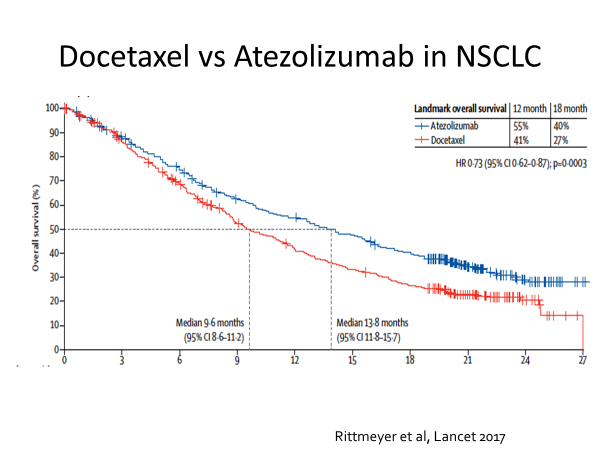 Docetaxel vs Atezolizumab in NSCLC
Landmark overall survival 12 month 18 month
Atezolizumab 55% 40%
Docetaxel 41% 27%
HR 0·73 (95% CI 0·62–0·87); p=0·0003
Overall survival (%)
100
90
80
70
60
50
40
30
20
10
0
Median 9·6 months
(95% CI 8·6–11·2)
Median 13·8 months
(95% CI 11·8–15·7)
0 3 6 9 12 15 18 21 24 27
Rittmeyer et al, Lancet 2017